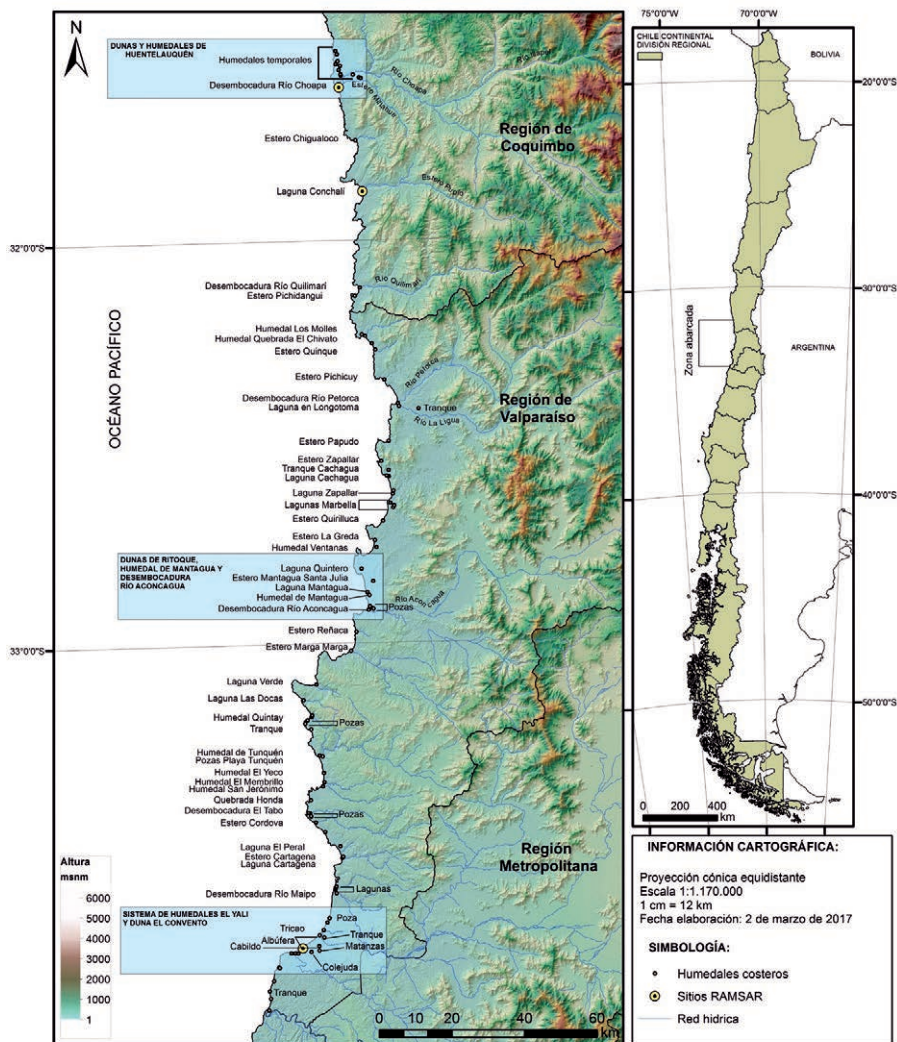 N
DUNAS Y HUMEDALES DE
HUENTELAUQUÉN
Humedales temporales
Desembocadura Río Choapa
Río Choapa
Estero Chigualoco
Región de
Coquimbo
Laguna Conchalí
Estero Pupío
32°0'0"S
Desembocadura Río Quilimarí
Estero Pichidangui
Río Quilimarí
OCÉANO PACÍFICO
Humedal Los Molles
Humedal Quebrada El Chivato
Estero Quinque
Estero Pichicuy
Río Petorca
Desembocadura Río Petorca
Laguna en Longotoma
Tranque
Río La Ligua
Región de
Valparaíso
Estero Papudo
Estero Zapallar
Tranque Cachagua
Laguna Cachagua
Laguna Zapallar
Lagunas Marbella
Estero Quirilluca
Estero La Greda
Humedal Ventanas
DUNAS DE RITOQUE,
HUMEDAL DE MANTAGUA Y
DESEMBOCADURA
RÍO ACONCAGUA
Laguna Quintero
Estero Mantagua Santa Julia
Laguna Mantagua
Humedal de Mantagua
Desembocadura Río Aconcagua
Pozas
Río Aconcagua
Estero Reñaca
33°0'0"S
Estero Marga Marga
Laguna Verde
Laguna Las Docas
Humedal Quintay
Tranque
Pozas
Humedal de Tunquén
Pozas Playa Tunquén
Humedal El Yeco
Humedal El Membrillo
Humedal San Jerónimo
Quebrada Honda
Desembocadura El Tabo
Pozas
Estero Cordova
Laguna El Peral
Estero Cartagena
Laguna Cartagena
Región
Metropolitana
Lagunas
Desembocadura Río Maipo
SISTEMA DE HUMEDALES EL YALI
Y DUNA EL CONVENTO
Poza
Tricao
Tranque
Albúfera
Cabildo
Matanzas
Colejuda
Tranque
Altura
msnm
6000
5000
4000
3000
2000
1000
1
0 10 20 40 60
km
75°0'0"O
70°0'0"O
CHILE CONTINENTAL
DIVISIÓN REGIONAL
BOLIVIA
20°0'0"S
30°0'0"S
Zona abarcada
ARGENTINA
40°0'0"S
50°0'0"S
0 200 400
km
INFORMACIÓN CARTOGRÁFICA:
Proyección cónica equidistante
Escala 1:1.170.000
1 cm = 12 km
Fecha elaboración: 2 de marzo de 2017
SIMBOLOGÍA:
Humedales costeros
Sitios RAMSAR
Red hídrica